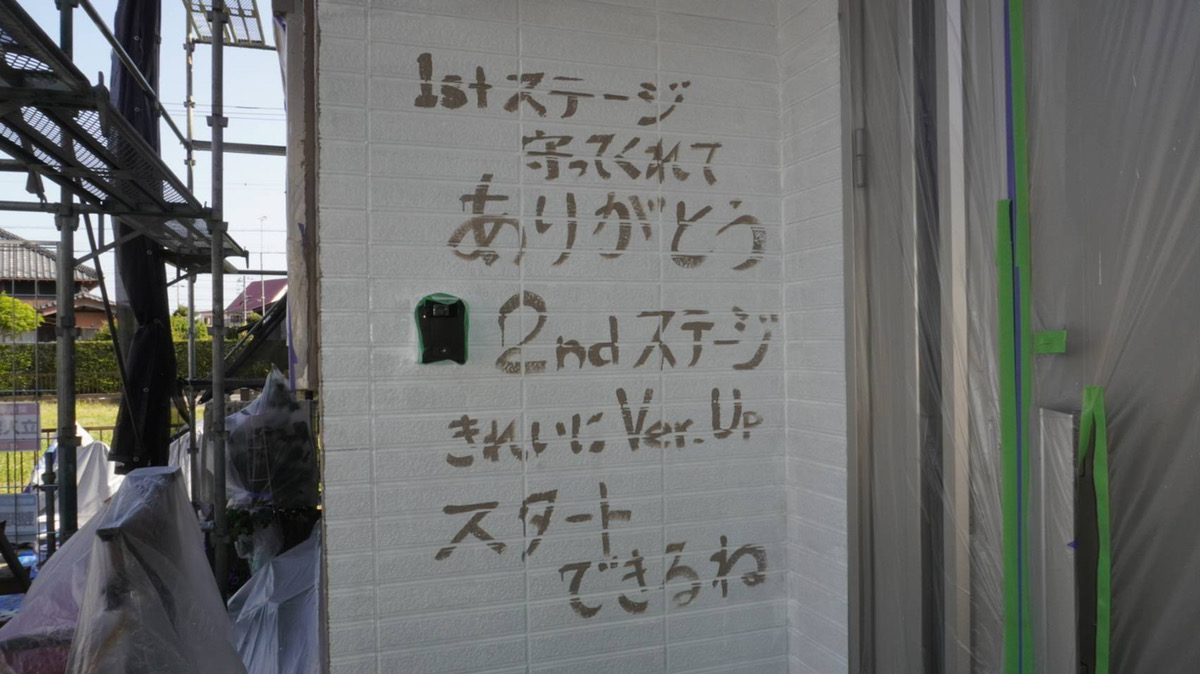 1stステージ
守ってくれて
ありがとう
2ndステージ
きれいにVer.Up
スタート
できるね